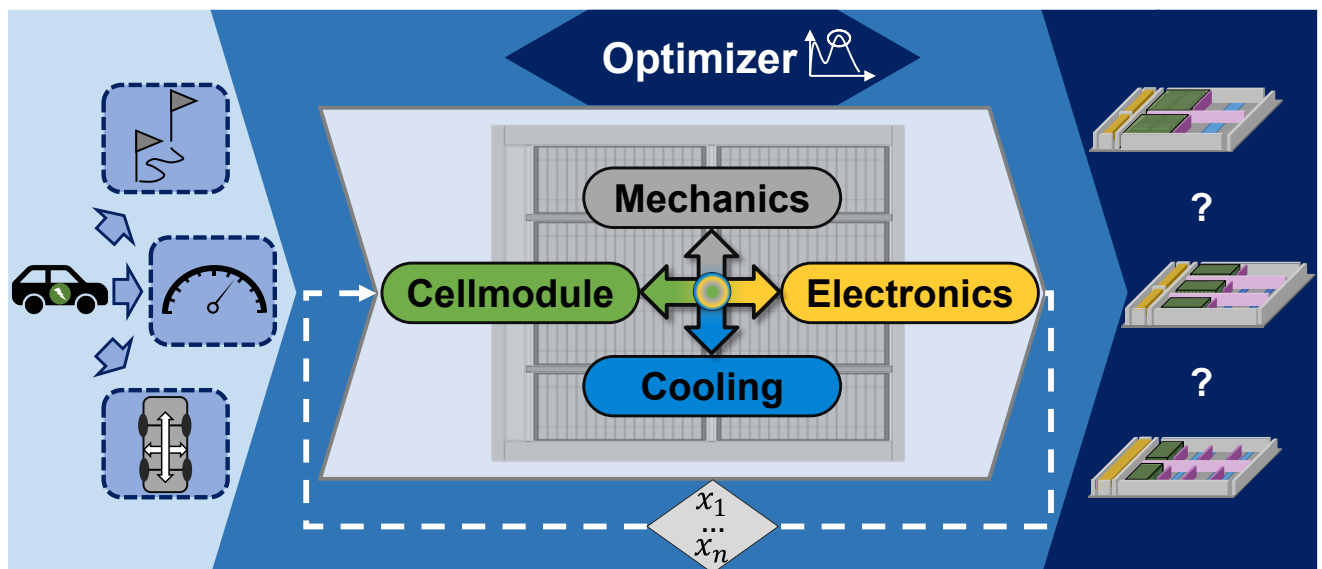 Optimizer
Mechanics
Cellmodule
Electronics
Cooling
?
?
x₁
...
xₙ